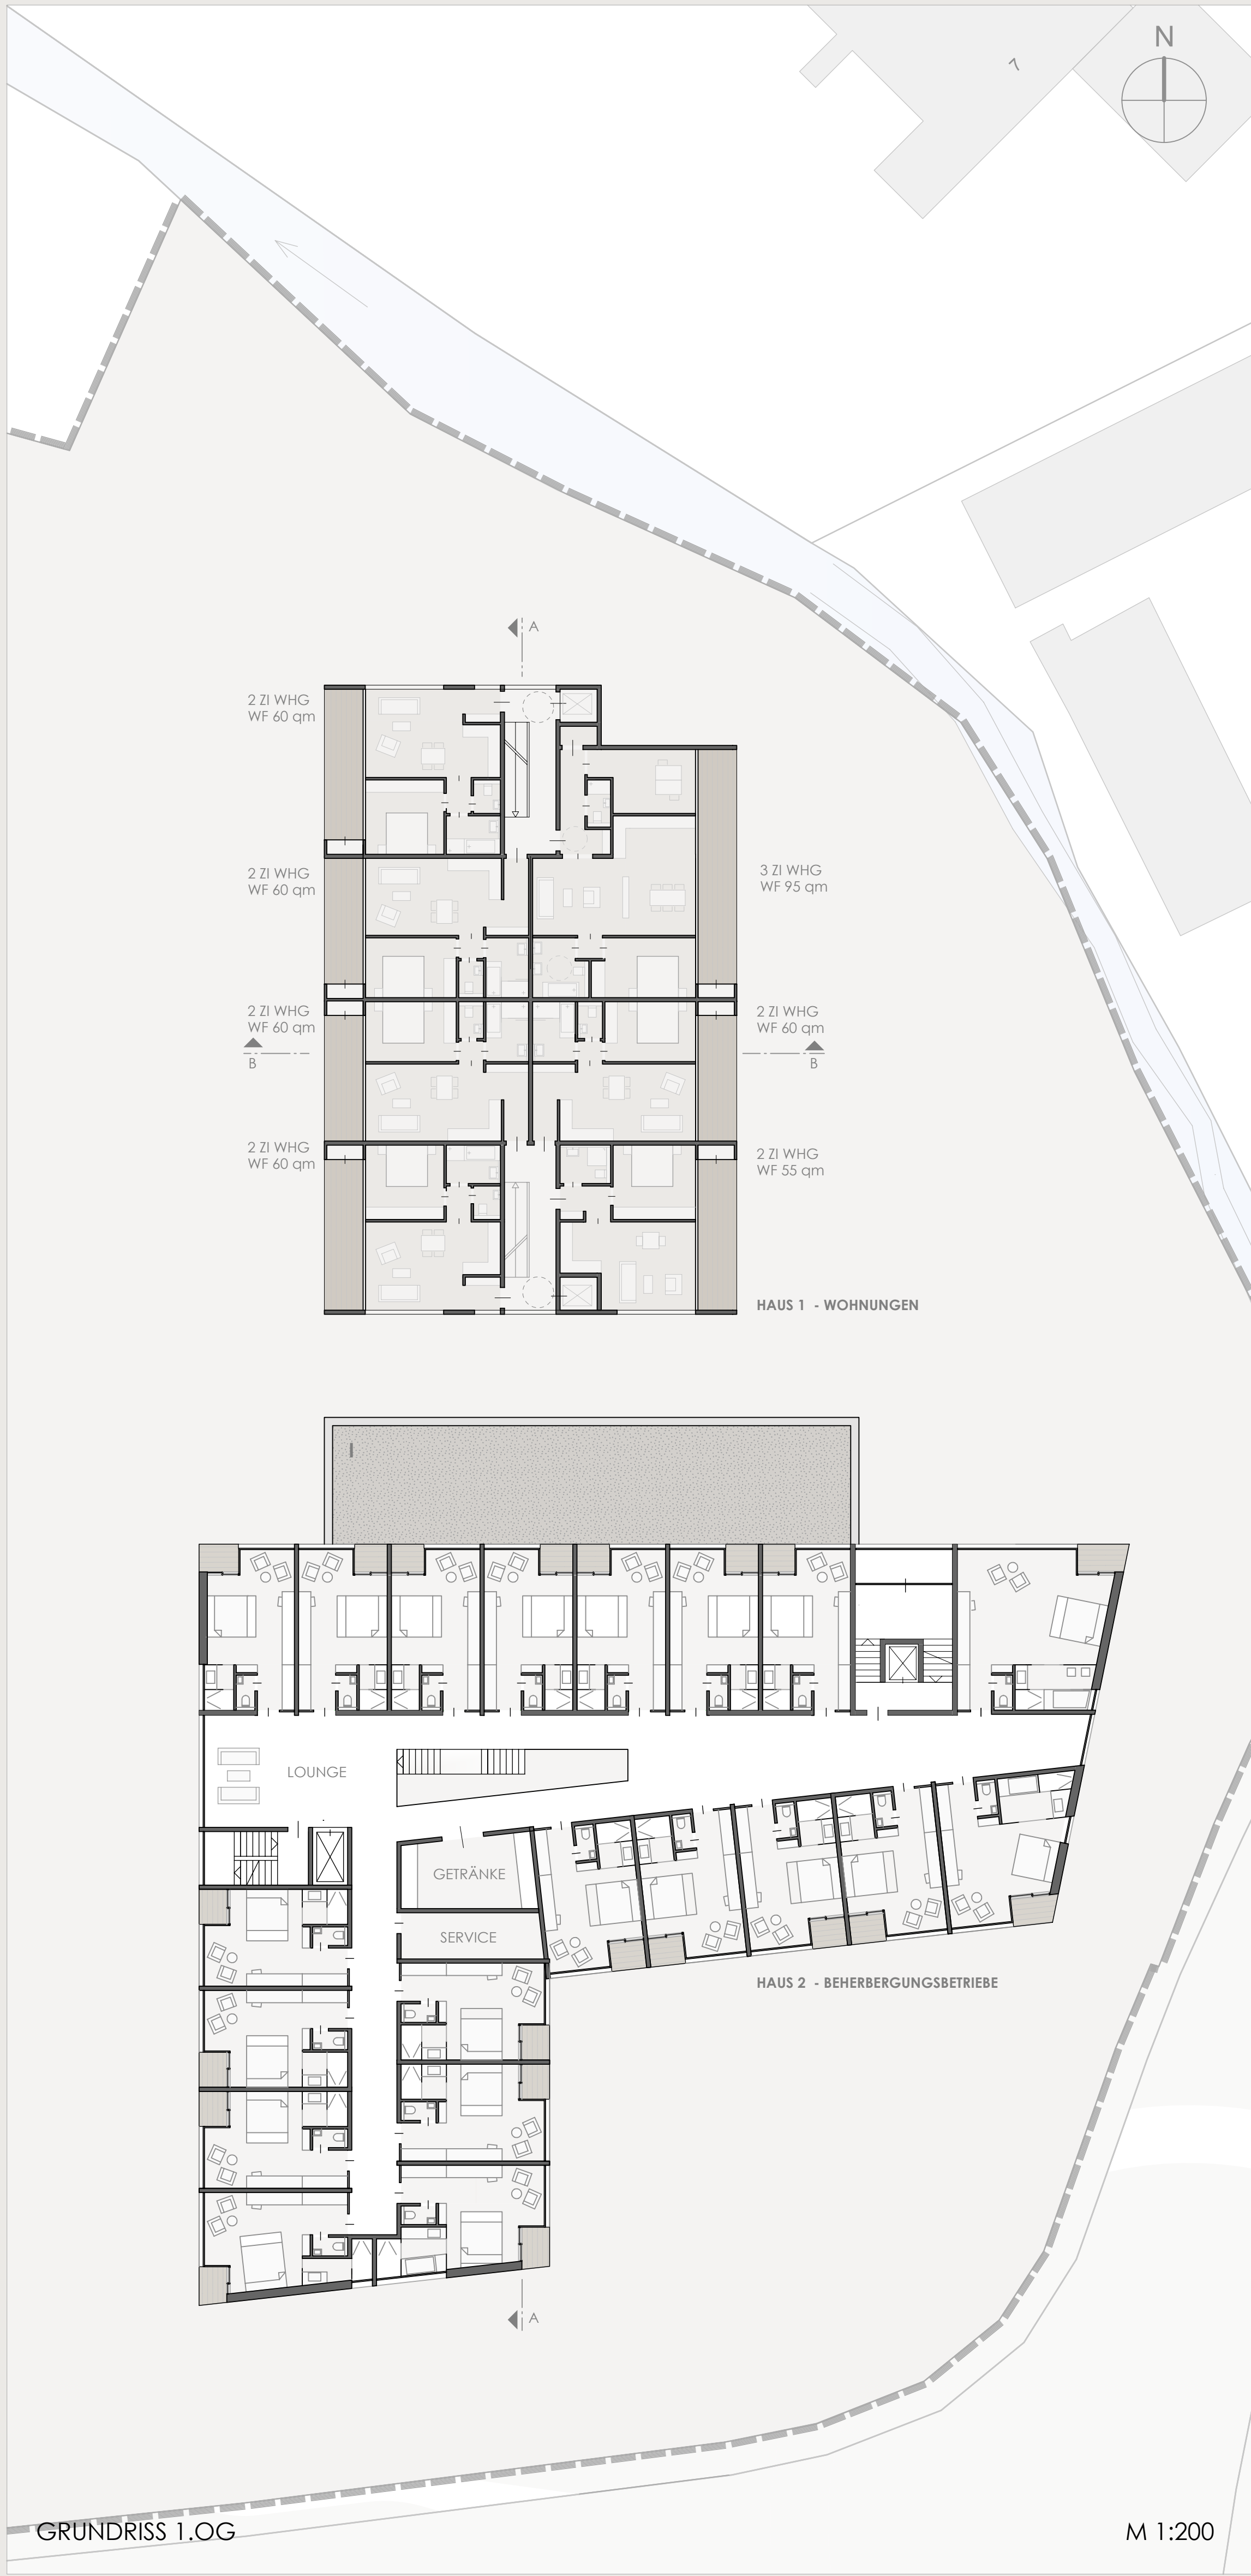 N
7
A
2 ZI WHG
WF 60 qm
2 ZI WHG
WF 60 qm
3 ZI WHG
WF 95 qm
2 ZI WHG
WF 60 qm
2 ZI WHG
WF 60 qm
B
B
2 ZI WHG
WF 60 qm
2 ZI WHG
WF 55 qm
HAUS 1 - WOHNUNGEN
I
LOUNGE
GETRÄNKE
SERVICE
HAUS 2 - BEHERBERGUNGSBETRIEBE
A
GRUNDRISS 1.OG
M 1:200